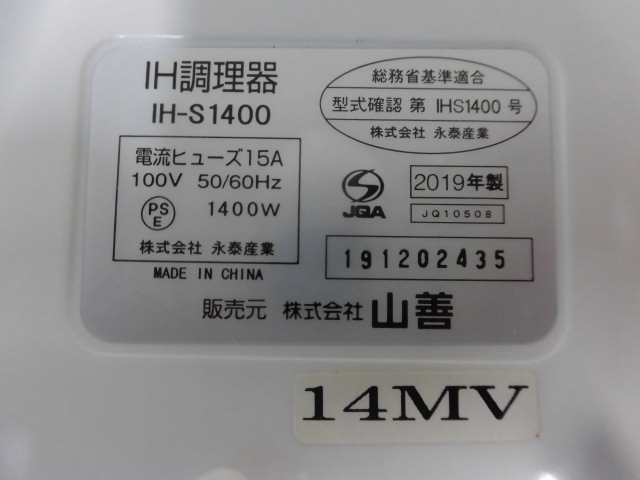 IH調理器
IH-S1400
総務省基準適合
型式確認 第 IHS1400 号
株式会社 永泰産業
電流ヒューズ15A
100V 50/60Hz
PS
E
1400W
株式会社 永泰産業
JQA
2019年製
JQ10508
MADE IN CHINA
191202435
販売元 株式会社 山善
14MV